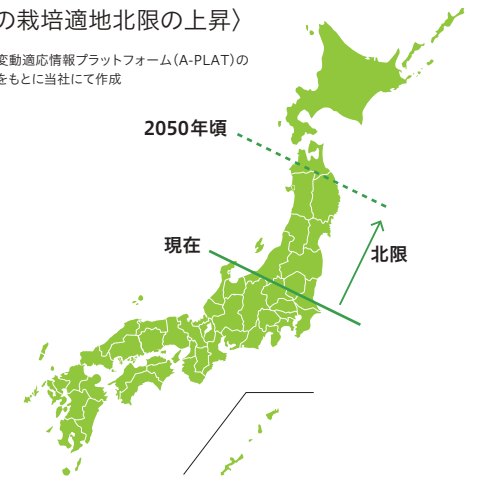 の栽培適地北限の上昇〉
変動適応情報プラットフォーム(A-PLAT)の
をもとに当社にて作成
2050年頃
現在
北限